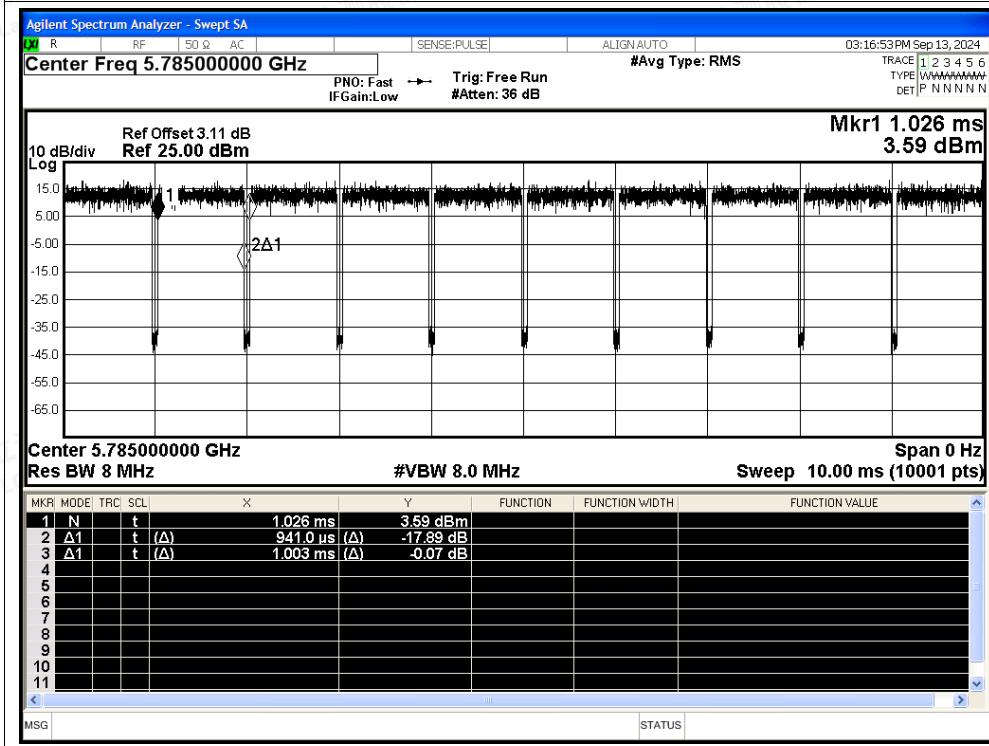 Agilent Spectrum Analyzer - Swept SA
LXI R RF 50 Ω AC SENSE:PULSE ALIGN AUTO 03:16:53 PM Sep 13, 2024
Center Freq 5.785000000 GHz #Avg Type: RMS TRACE 1 2 3 4 5 6
PNO: Fast Trig: Free Run TYPE W
IFGain:Low #Atten: 36 dB DET P N N N N N
Mkr1 1.026 ms
Ref Offset 3.11 dB
10 dB/div Ref 25.00 dBm 3.59 dBm
Log
15.0
1
5.00
-5.00
2Δ1
-15.0
-25.0
-35.0
-45.0
-55.0
-65.0
Center 5.785000000 GHz Span 0 Hz
Res BW 8 MHz #VBW 8.0 MHz Sweep 10.00 ms (10001 pts)
MKR MODE TRC SCL X Y FUNCTION FUNCTION WIDTH FUNCTION VALUE
1 N t 1.026 ms 3.59 dBm
2 Δ1 t (Δ) 941.0 µs (Δ) -17.89 dB
3 Δ1 t (Δ) 1.003 ms (Δ) -0.07 dB
4
5
6
7
8
9
10
11
MSG STATUS